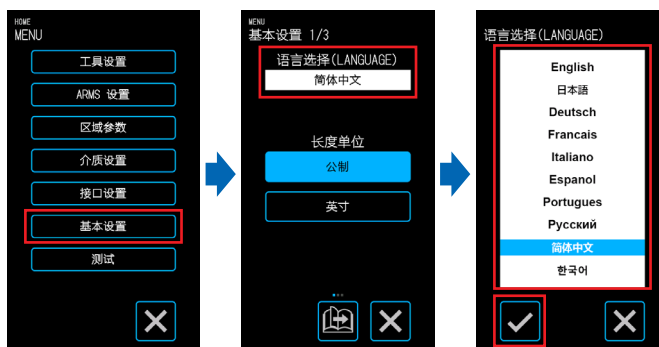 HOME
MENU
工具设置
ARMS 设置
区域参数
介质设置
接口设置
基本设置
测试
MENU
基本设置 1/3
语言选择(LANGUAGE)
简体中文
长度单位
公制
英寸
语言选择(LANGUAGE)
English
日本語
Deutsch
Francais
Italiano
Espanol
Portugues
Русский
简体中文
한국어